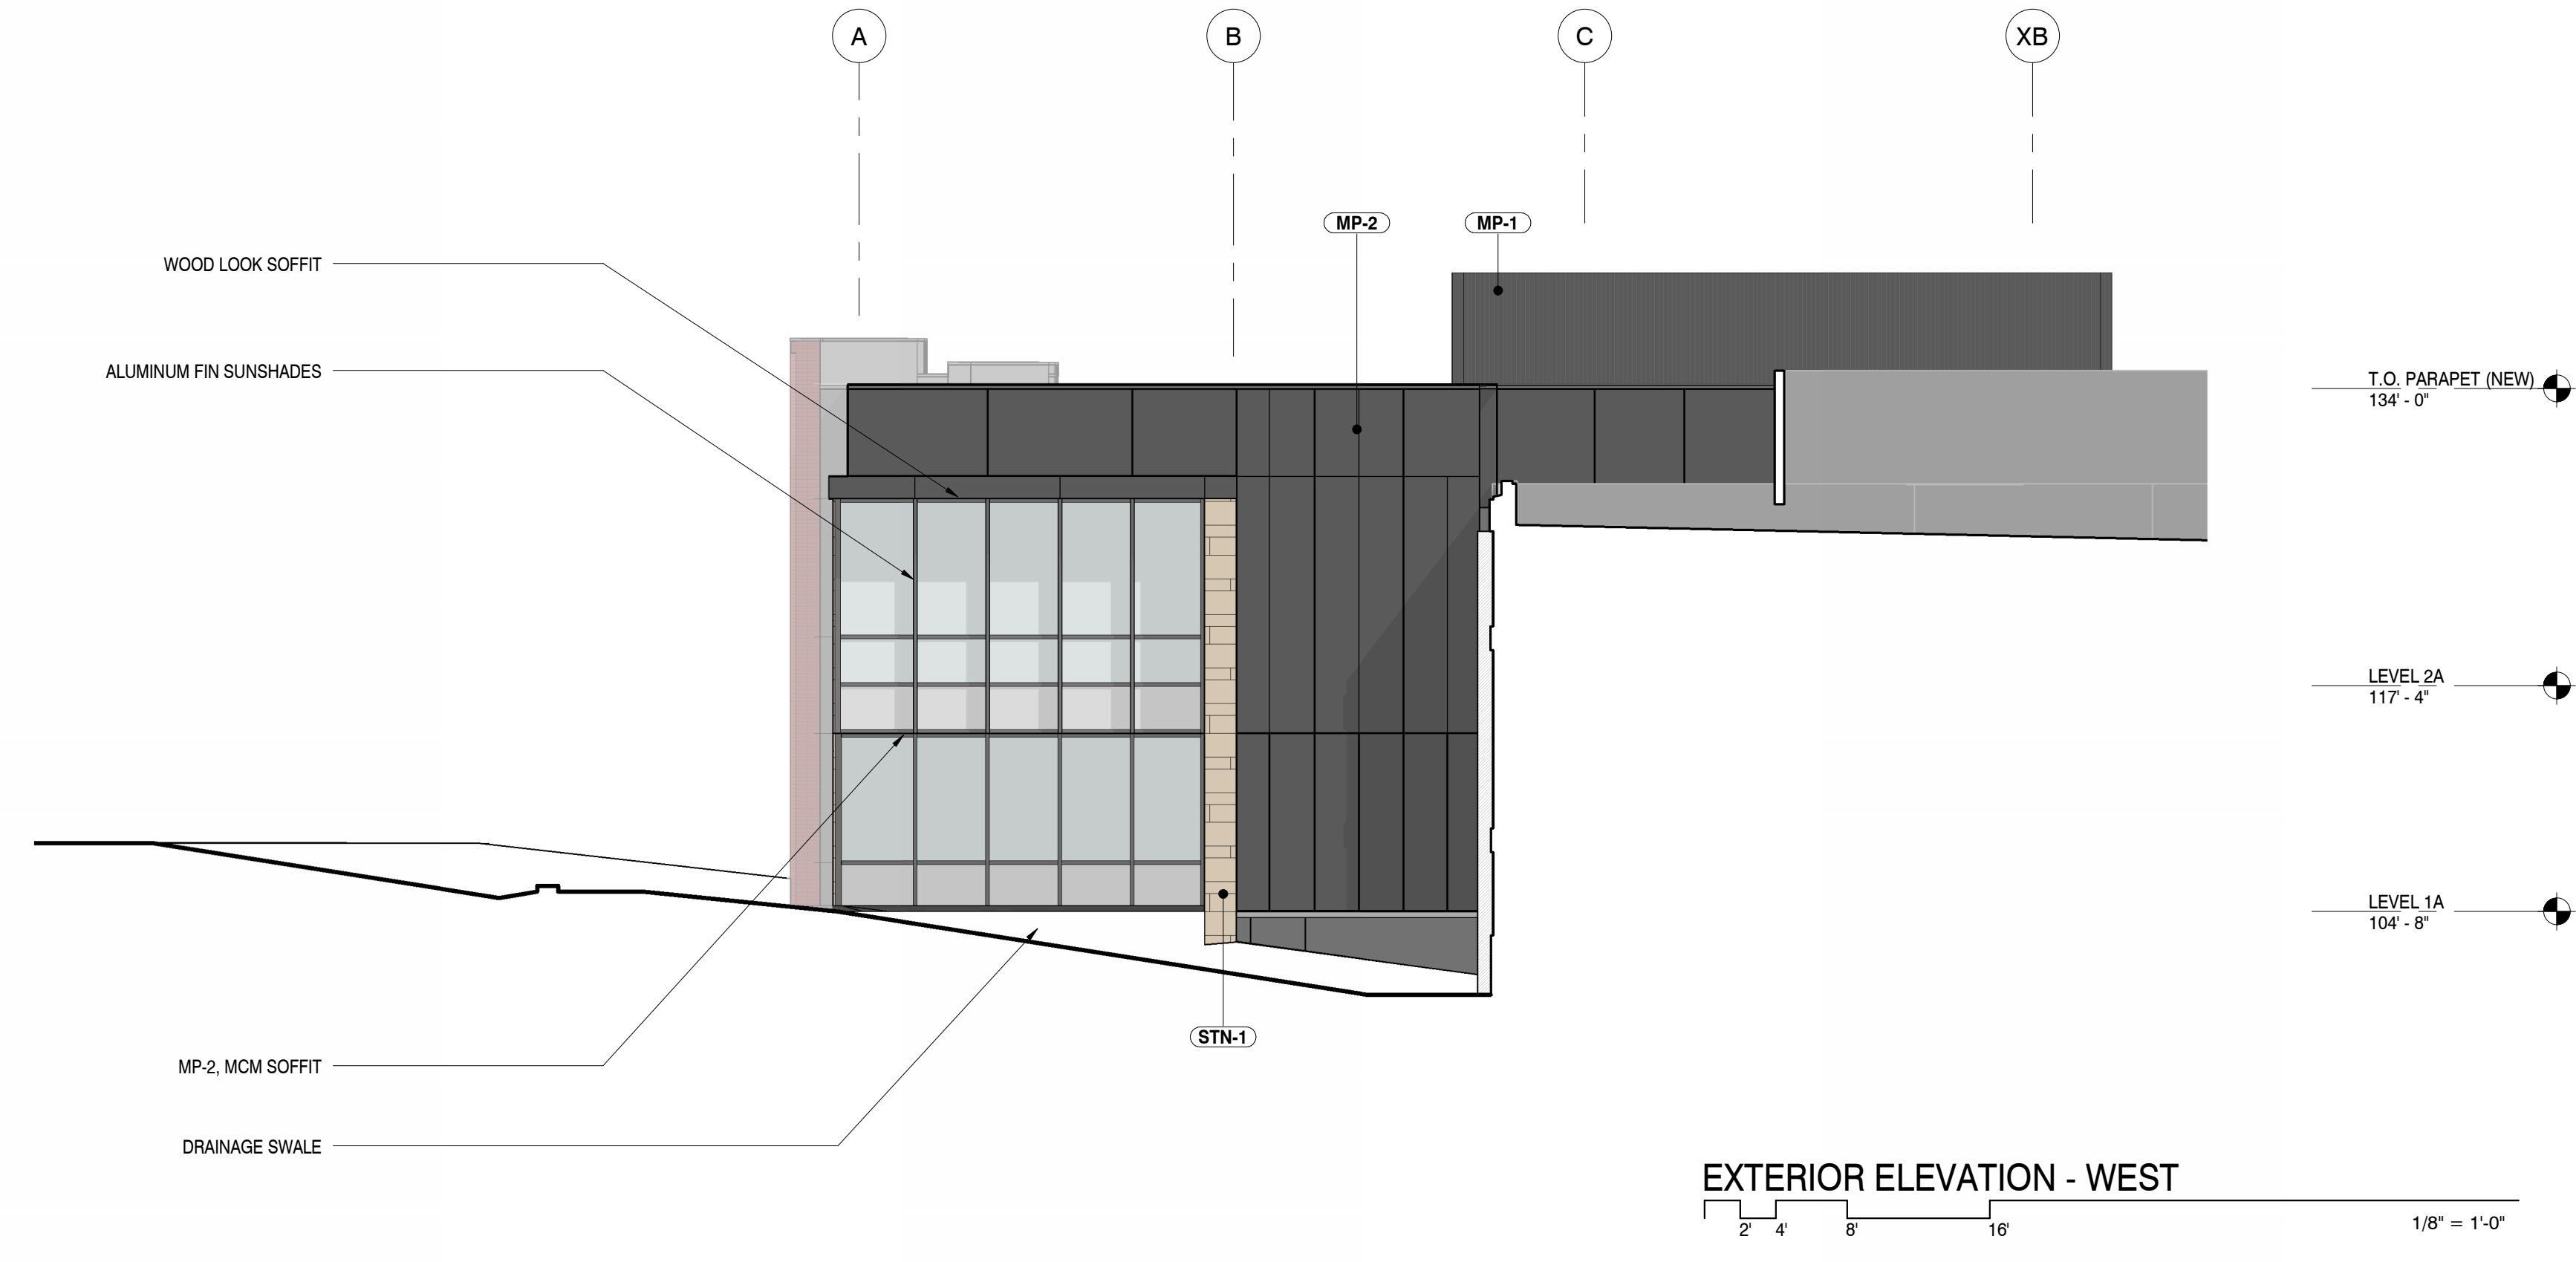 A
B
C
XB
MP-2
MP-1
WOOD LOOK SOFFIT
ALUMINUM FIN SUNSHADES
T.O. PARAPET (NEW)
134' - 0"
LEVEL 2A
117' - 4"
LEVEL 1A
104' - 8"
STN-1
MP-2, MCM SOFFIT
DRAINAGE SWALE
EXTERIOR ELEVATION - WEST
2' 4' 8' 16'
1/8" = 1'-0"